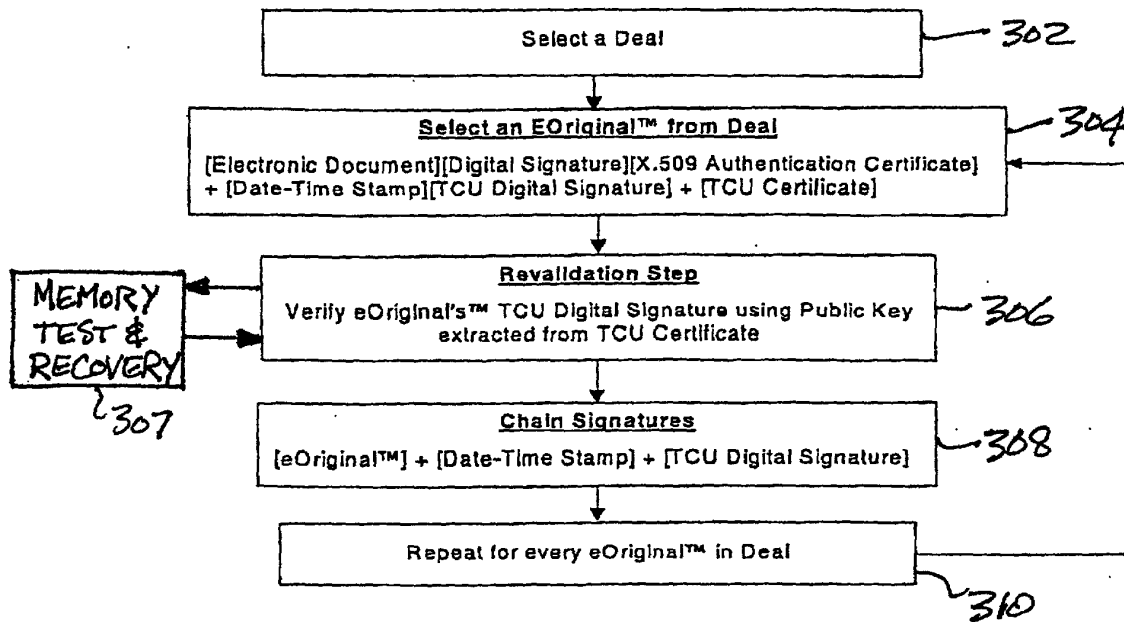 Select a Deal
302
Select an EOriginal™ from Deal
304
[Electronic Document][Digital Signature][X.509 Authentication Certificate]
+ [Date-Time Stamp][TCU Digital Signature] + [TCU Certificate]
Revalidation Step
Verify eOriginal's™ TCU Digital Signature using Public Key
extracted from TCU Certificate
306
MEMORY
TEST &
RECOVERY
307
Chain Signatures
[eOriginal™] + [Date-Time Stamp] + [TCU Digital Signature]
308
Repeat for every eOriginal™ in Deal
310